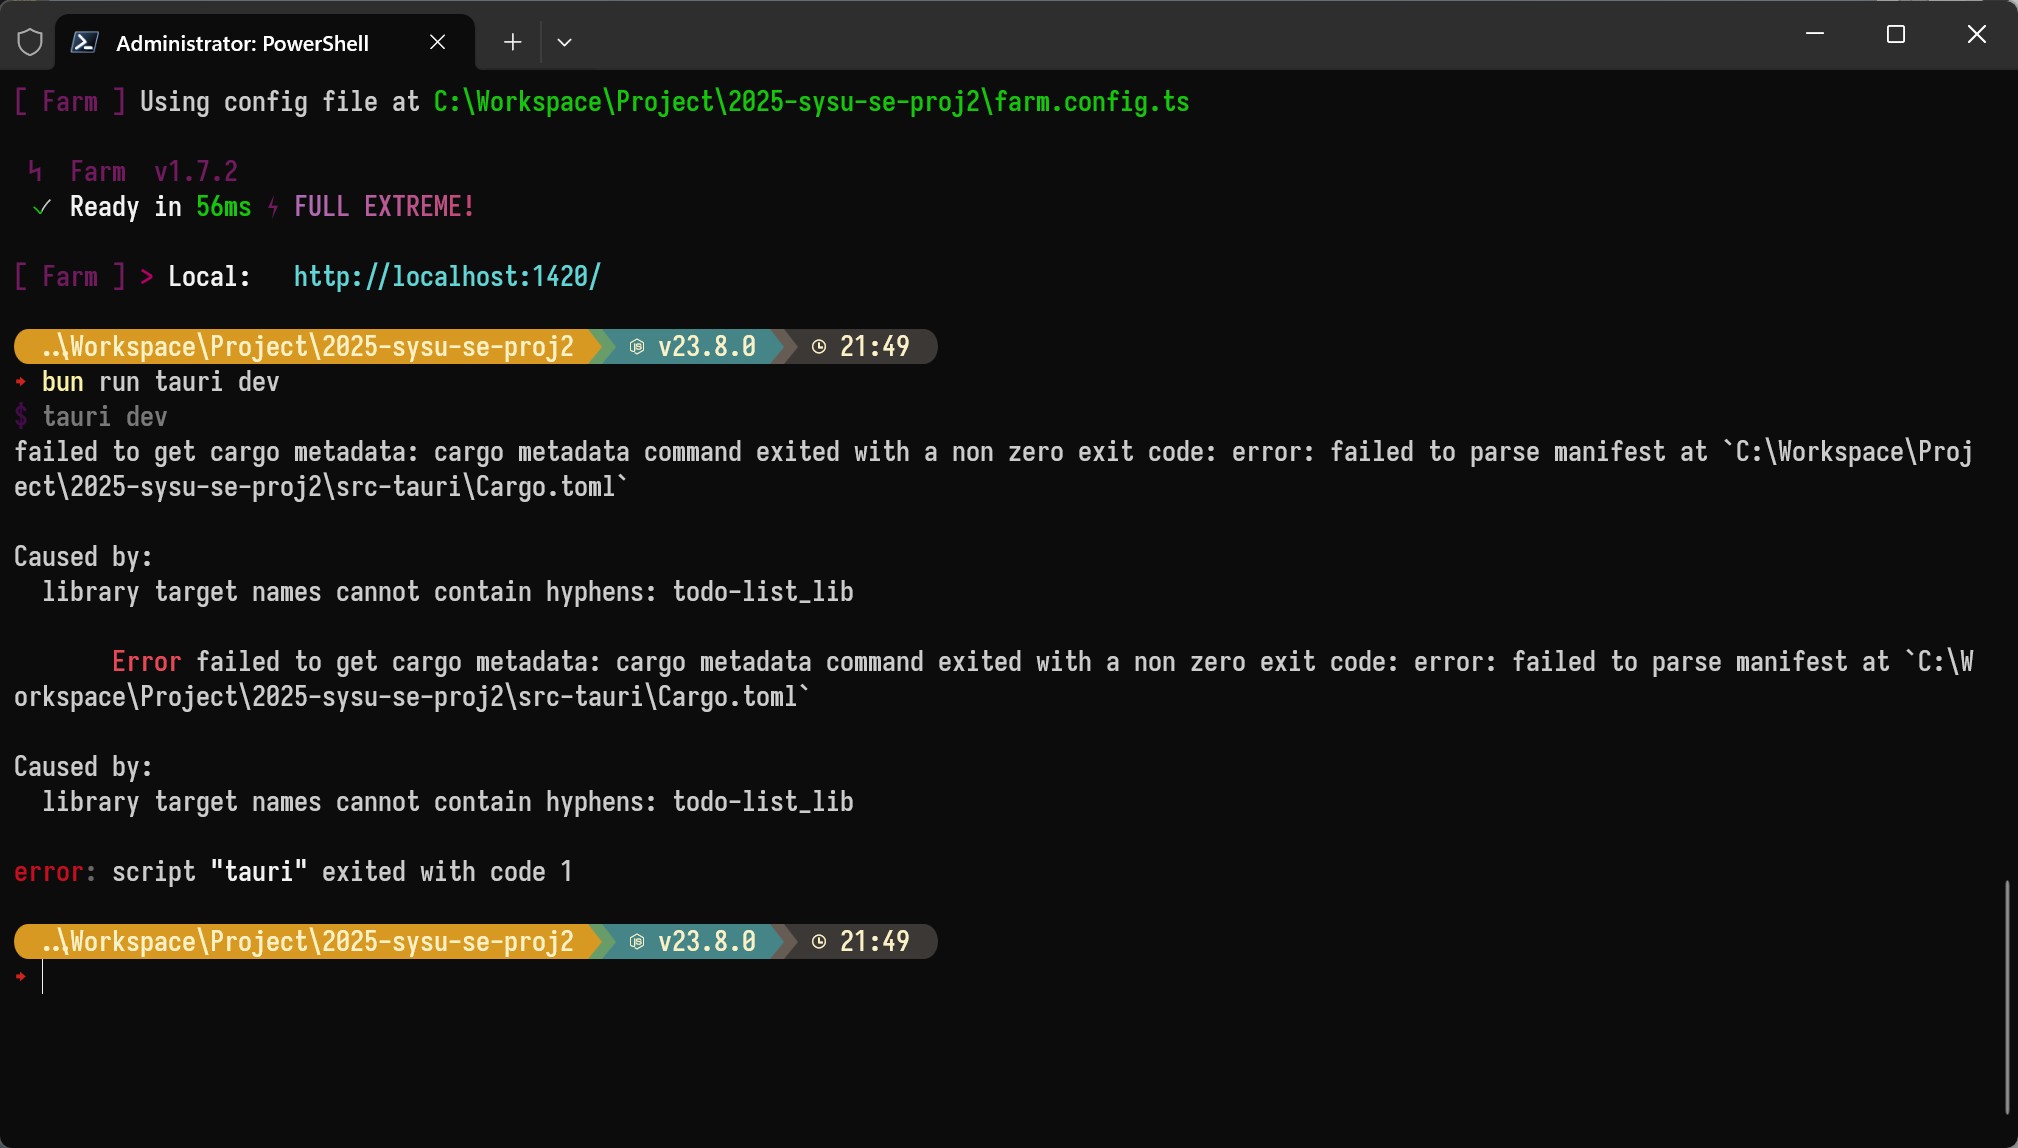 Administrator: PowerShell
[ Farm ] Using config file at C:\Workspace\Project\2025-sysu-se-proj2\farm.config.ts
ϟ Farm v1.7.2
✓ Ready in 56ms ⚡ FULL EXTREME!
[ Farm ] > Local: http://localhost:1420/
..\Workspace\Project\2025-sysu-se-proj2 v23.8.0 21:49
bun run tauri dev
$ tauri dev
failed to get cargo metadata: cargo metadata command exited with a non zero exit code: error: failed to parse manifest at `C:\Workspace\Proj
ect\2025-sysu-se-proj2\src-tauri\Cargo.toml`
Caused by:
library target names cannot contain hyphens: todo-list_lib
Error failed to get cargo metadata: cargo metadata command exited with a non zero exit code: error: failed to parse manifest at `C:\W
orkspace\Project\2025-sysu-se-proj2\src-tauri\Cargo.toml`
Caused by:
library target names cannot contain hyphens: todo-list_lib
error: script "tauri" exited with code 1
..\Workspace\Project\2025-sysu-se-proj2 v23.8.0 21:49